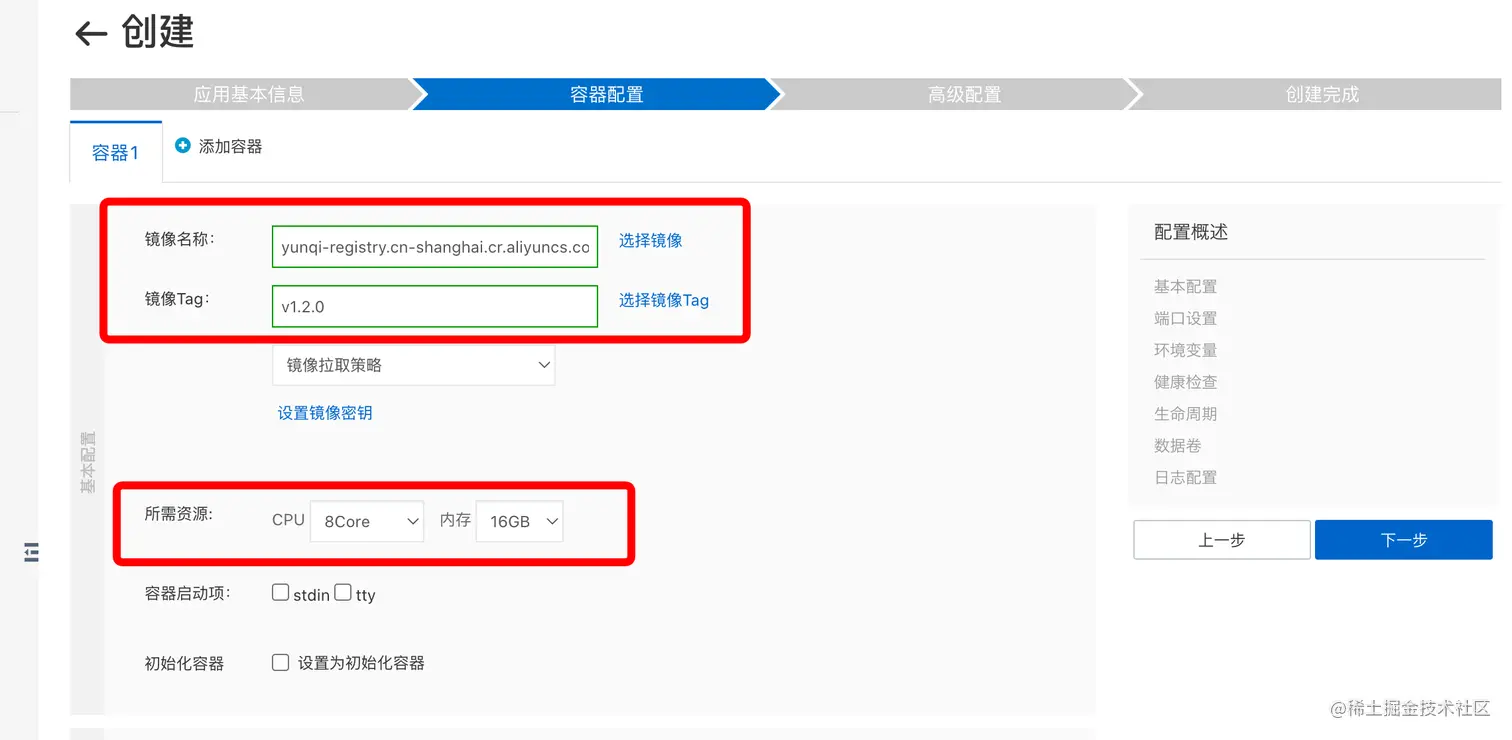 创建
应用基本信息 容器配置 高级配置 创建完成
容器1 添加容器
镜像名称: yunqi-registry.cn-shanghai.cr.aliyuncs.co 选择镜像
镜像Tag: v1.2.0 选择镜像Tag
镜像拉取策略
设置镜像密钥
基本配置
所需资源: CPU 8Core 内存 16GB
容器启动项: stdin tty
初始化容器 设置为初始化容器
配置概述
基本配置
端口设置
环境变量
健康检查
生命周期
数据卷
日志配置
上一步 下一步
@稀土掘金技术社区